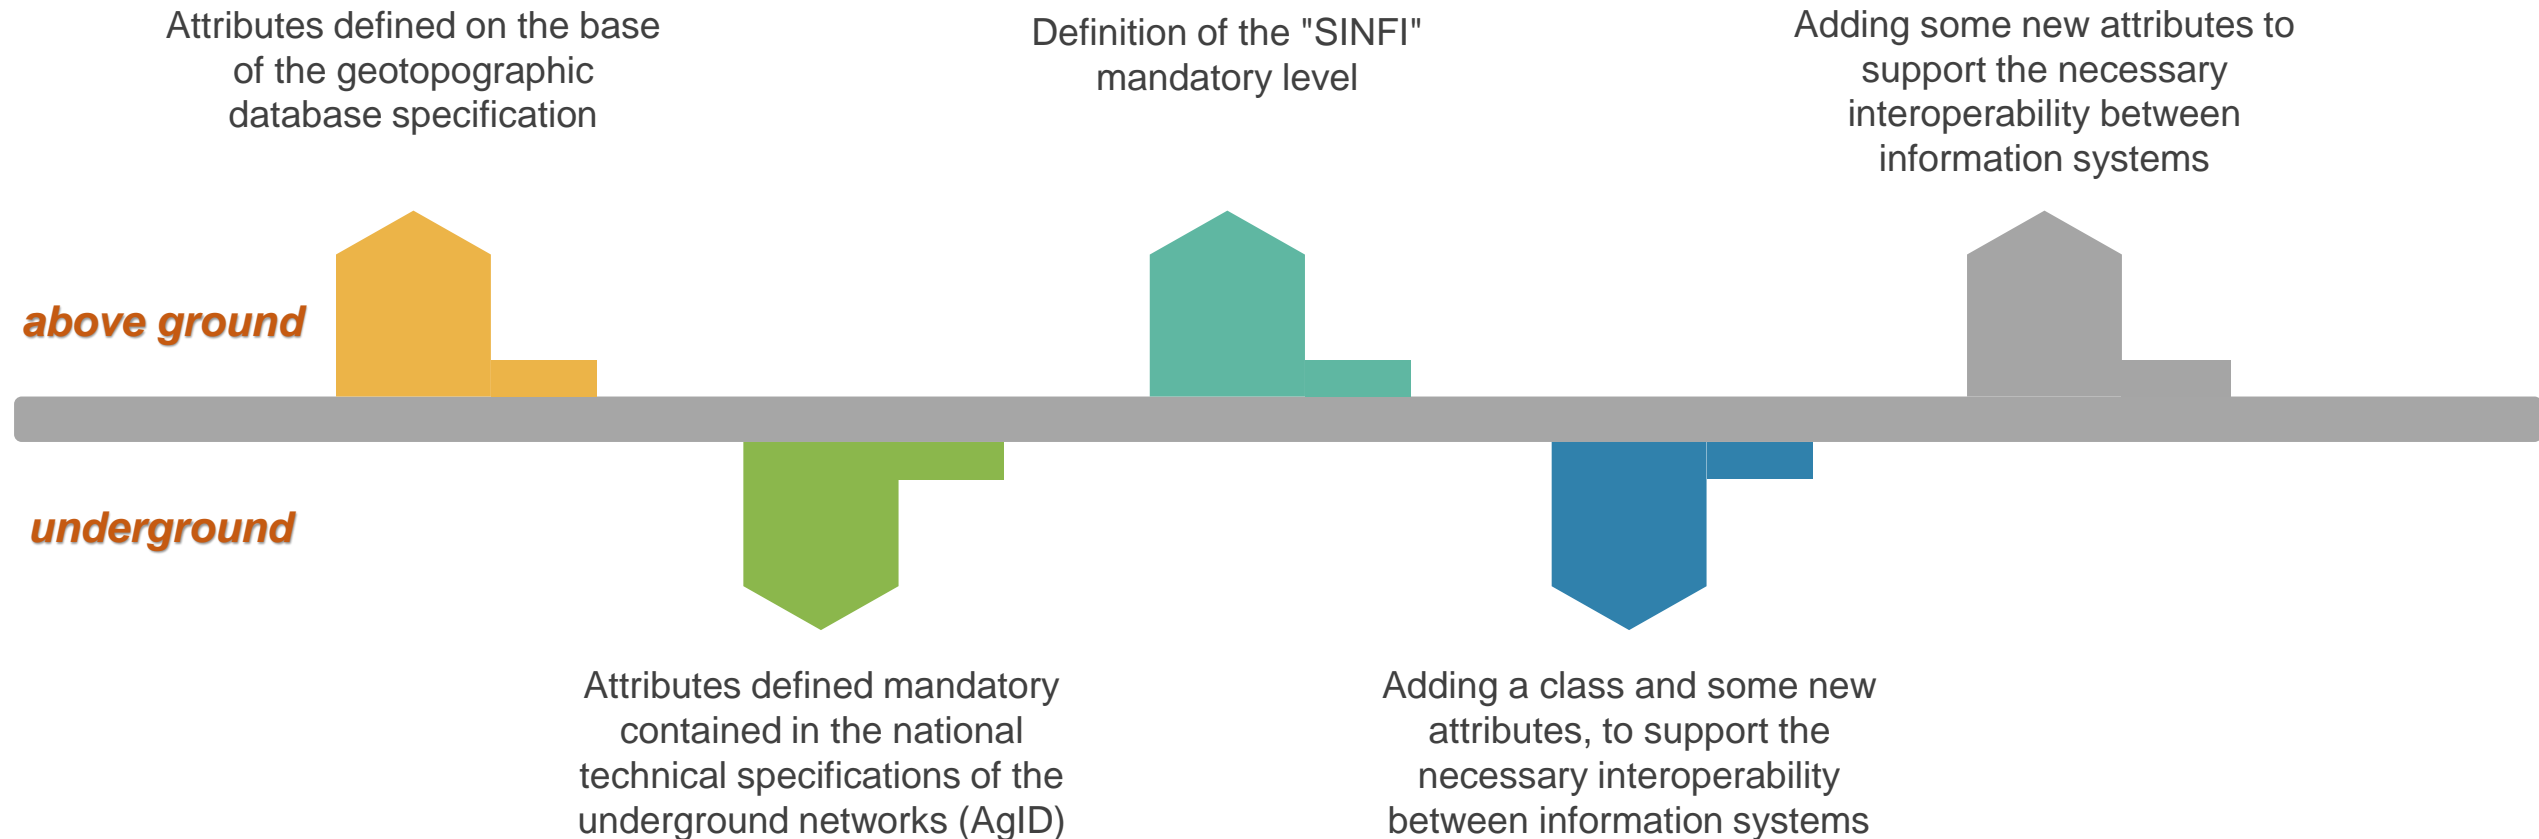 Attributes defined on the base
of the geotopographic
database specification
Definition of the "SINFI"
mandatory level
Adding some new attributes to
support the necessary
interoperability between
information systems
above ground
underground
Attributes defined mandatory
contained in the national
technical specifications of the
underground networks (AgID)
Adding a class and some new
attributes, to support the
necessary interoperability
between information systems